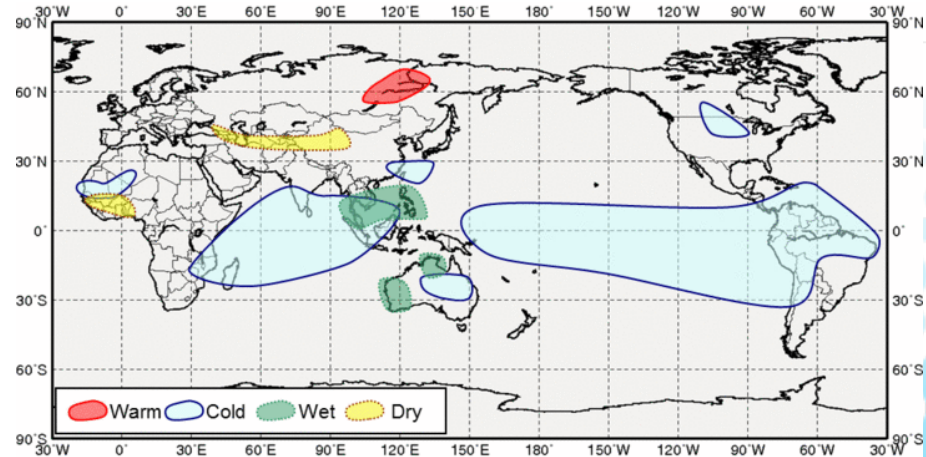 30°W 0° 30°E 60°E 90°E 120°E 150°E 180° 150°W 120°W 90°W 60°W 30°W
90°N 90°N
60°N 60°N
30°N 30°N
0° 0°
30°S 30°S
60°S 60°S
Warm Cold Wet Dry
90°S 90°S
30°W 0° 30°E 60°E 90°E 120°E 150°E 180° 150°W 120°W 90°W 60°W 30°W